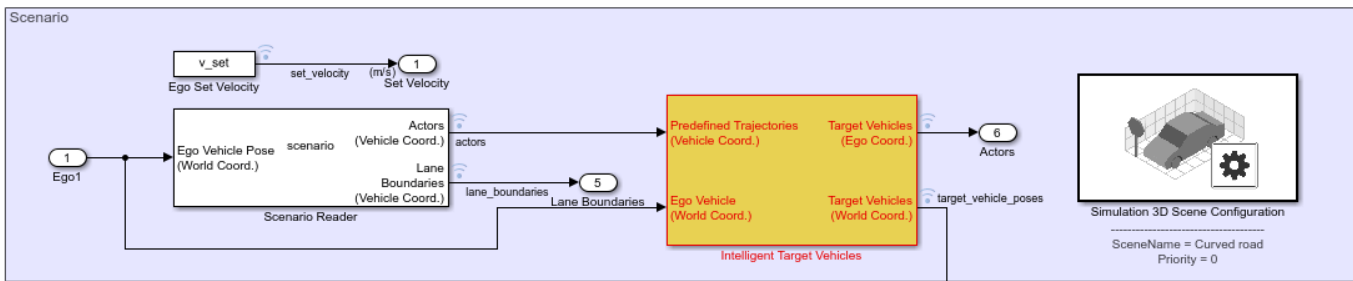 Scenario
v_set
Ego Set Velocity
set_velocity
(m/s)
1
Set Velocity
1
Ego1
Ego Vehicle Pose
(World Coord.)
scenario
Actors
(Vehicle Coord.)
Lane
Boundaries
(Vehicle Coord.)
Scenario Reader
actors
lane_boundaries
5
Lane Boundaries
Predefined Trajectories
(Vehicle Coord.)
Ego Vehicle
(World Coord.)
Target Vehicles
(Ego Coord.)
Target Vehicles
(World Coord.)
Intelligent Target Vehicles
6
Actors
target_vehicle_poses
Simulation 3D Scene Configuration
------------------------------------
SceneName = Curved road
Priority = 0